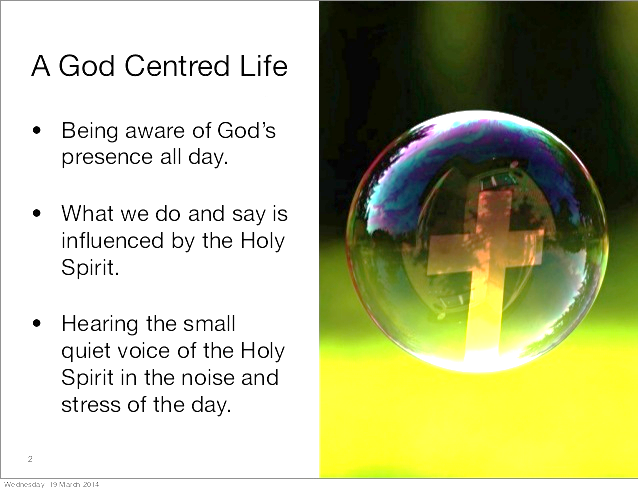 A God Centred Life
• Being aware of God's
presence all day.
• What we do and say is
influenced by the Holy
Spirit.
• Hearing the small
quiet voice of the Holy
Spirit in the noise and
stress of the day.
2
Wednesday, 19 March 2014